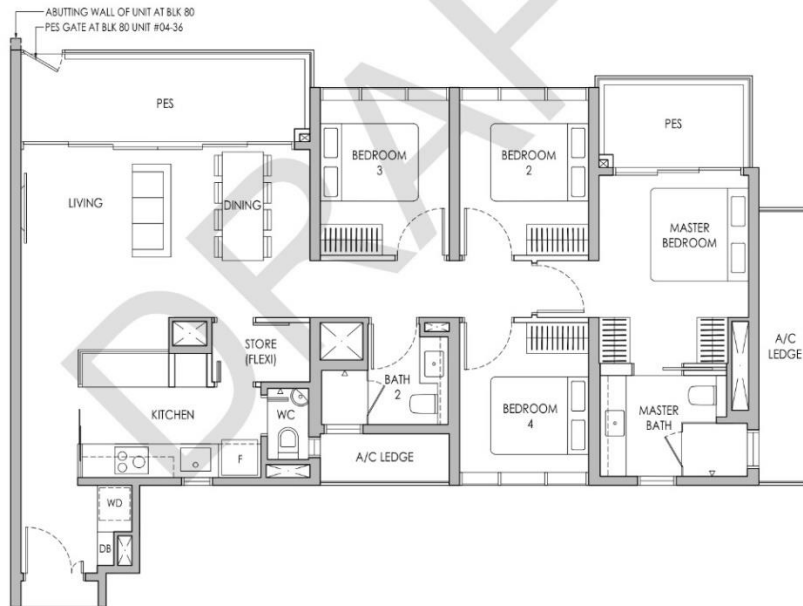 ABUTTING WALL OF UNIT AT BLK 80
PES GATE AT BLK 80 UNIT #04-36
PES
PES
BEDROOM
3
BEDROOM
2
LIVING
DINING
MASTER
BEDROOM
STORE
(FLEXI)
A/C
LEDGE
BATH
2
KITCHEN
WC
BEDROOM
4
MASTER
BATH
F
A/C LEDGE
WD
DB
DRAF